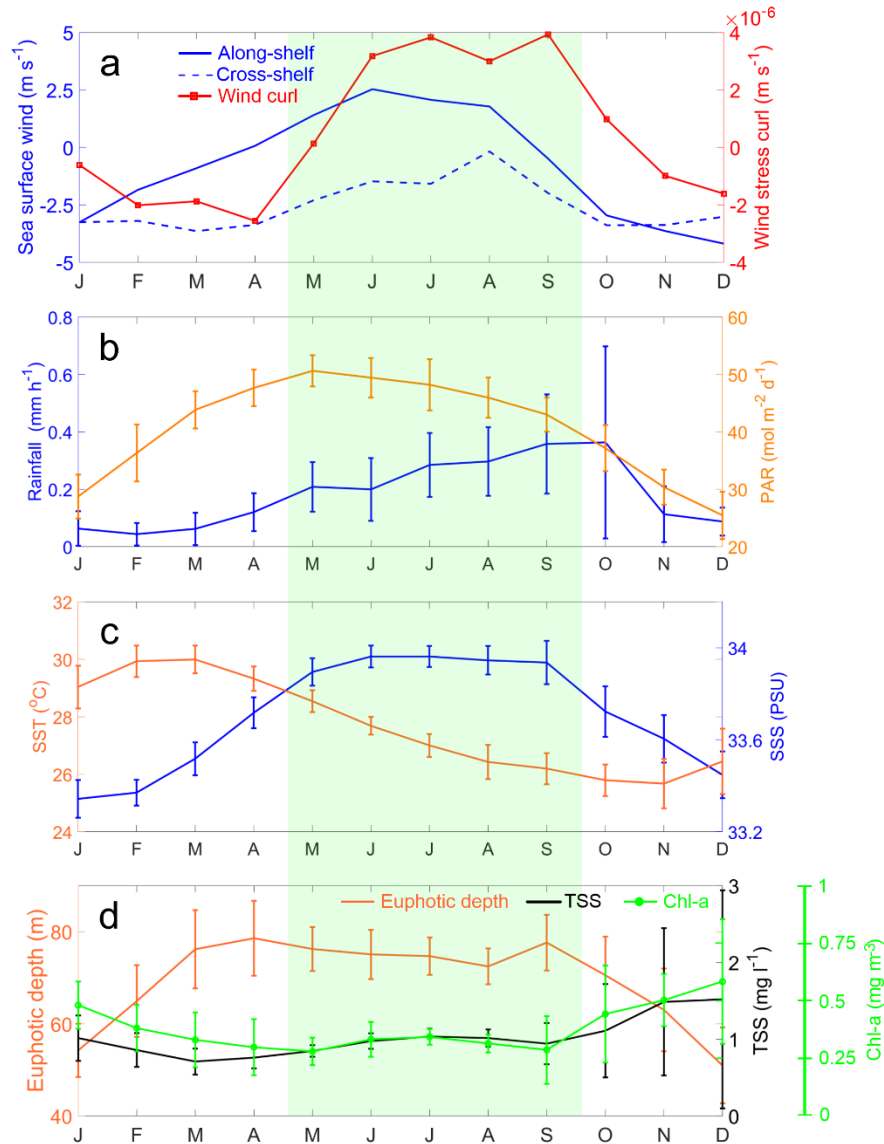 ×10⁻⁶
a
Along-shelf
Cross-shelf
Wind curl
Sea surface wind (m s⁻¹)
5
2.5
0
-2.5
-5
Wind stress curl (m s⁻¹)
4
2
0
-2
-4
J F M A M J J A S O N D
b
Rainfall (mm h⁻¹)
0.8
0.6
0.4
0.2
0
PAR (mol m⁻² d⁻¹)
60
50
40
30
20
J F M A M J J A S O N D
c
SST (⁰C)
32
30
28
26
24
SSS (PSU)
34
33.6
33.2
J F M A M J J A S O N D
d
Euphotic depth TSS Chl-a
Euphotic depth (m)
80
60
40
TSS (mg l⁻¹)
3
2
1
0
Chl-a (mg m⁻³)
1
0.75
0.5
0.25
0
J F M A M J J A S O N D